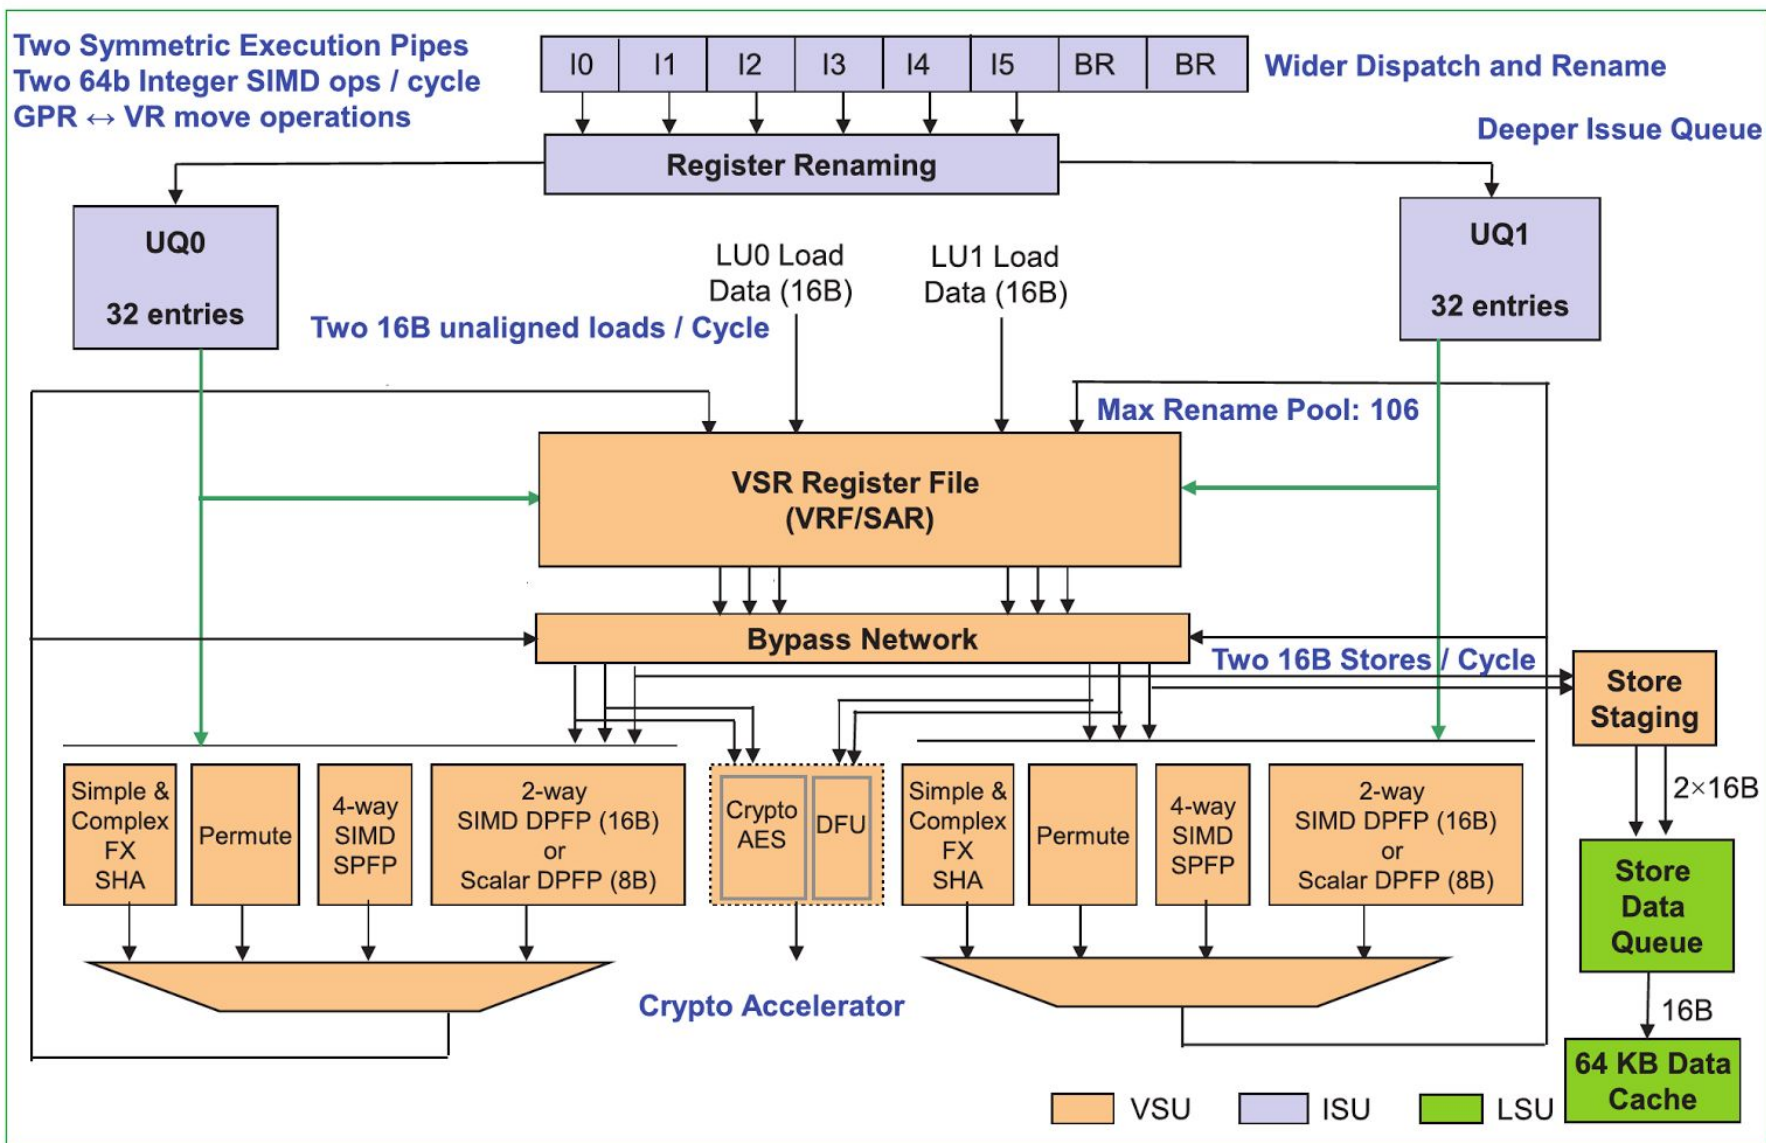 Two Symmetric Execution Pipes
Two 64b Integer SIMD ops / cycle
GPR ↔ VR move operations
I0 I1 I2 I3 I4 I5 BR BR
Wider Dispatch and Rename
Deeper Issue Queue
Register Renaming
UQ0
32 entries
UQ1
32 entries
LU0 Load
Data (16B)
LU1 Load
Data (16B)
Two 16B unaligned loads / Cycle
Max Rename Pool: 106
VSR Register File
(VRF/SAR)
Bypass Network
Two 16B Stores / Cycle
Store
Staging
Simple &
Complex
FX
SHA
Permute
4-way
SIMD
SPFP
2-way
SIMD DPFP (16B)
or
Scalar DPFP (8B)
Crypto
AES
DFU
Simple &
Complex
FX
SHA
Permute
4-way
SIMD
SPFP
2-way
SIMD DPFP (16B)
or
Scalar DPFP (8B)
2×16B
Store
Data
Queue
Crypto Accelerator
16B
64 KB Data
Cache
VSU
ISU
LSU